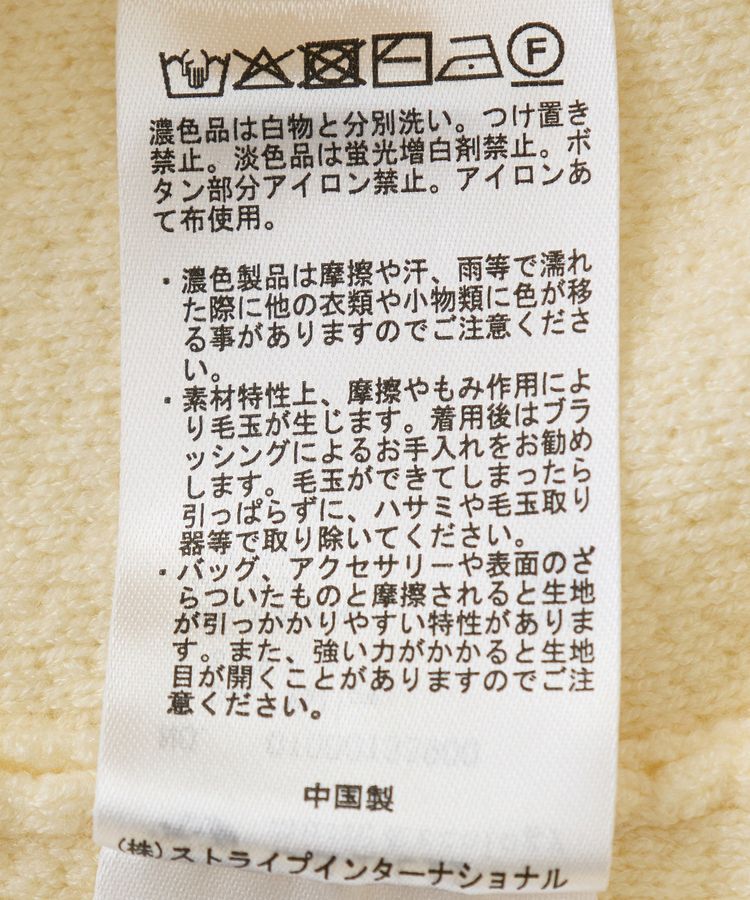 F
濃色品は白物と分別洗い。つけ置き
禁止。淡色品は蛍光増白剤禁止。ボ
タン部分アイロン禁止。アイロンあ
て布使用。
・濃色製品は摩擦や汗、雨等で濡れ
た際に他の衣類や小物類に色が移
る事がありますのでご注意くださ
い。
・素材特性上、摩擦やもみ作用によ
り毛玉が生じます。着用後はブラ
ッシングによるお手入れをお勧め
します。毛玉ができてしまったら
引っぱらずに、ハサミや毛玉取り
器等で取り除いてください。
・バッグ、アクセサリーや表面のざ
らついたものと摩擦されると生地
が引っかかりやすい特性がありま
す。また、強い力がかかると生地
目が開くことがありますのでご注
意ください。
中国製
(株)ストライプインターナショナル